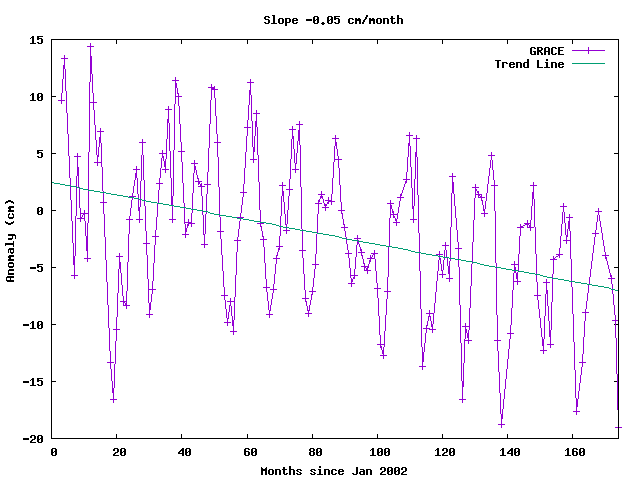 Slope -0.05 cm/month
GRACE
Trend Line
15
10
5
0
-5
-10
-15
-20
Anomaly (cm)
0 20 40 60 80 100 120 140 160
Months since Jan 2002